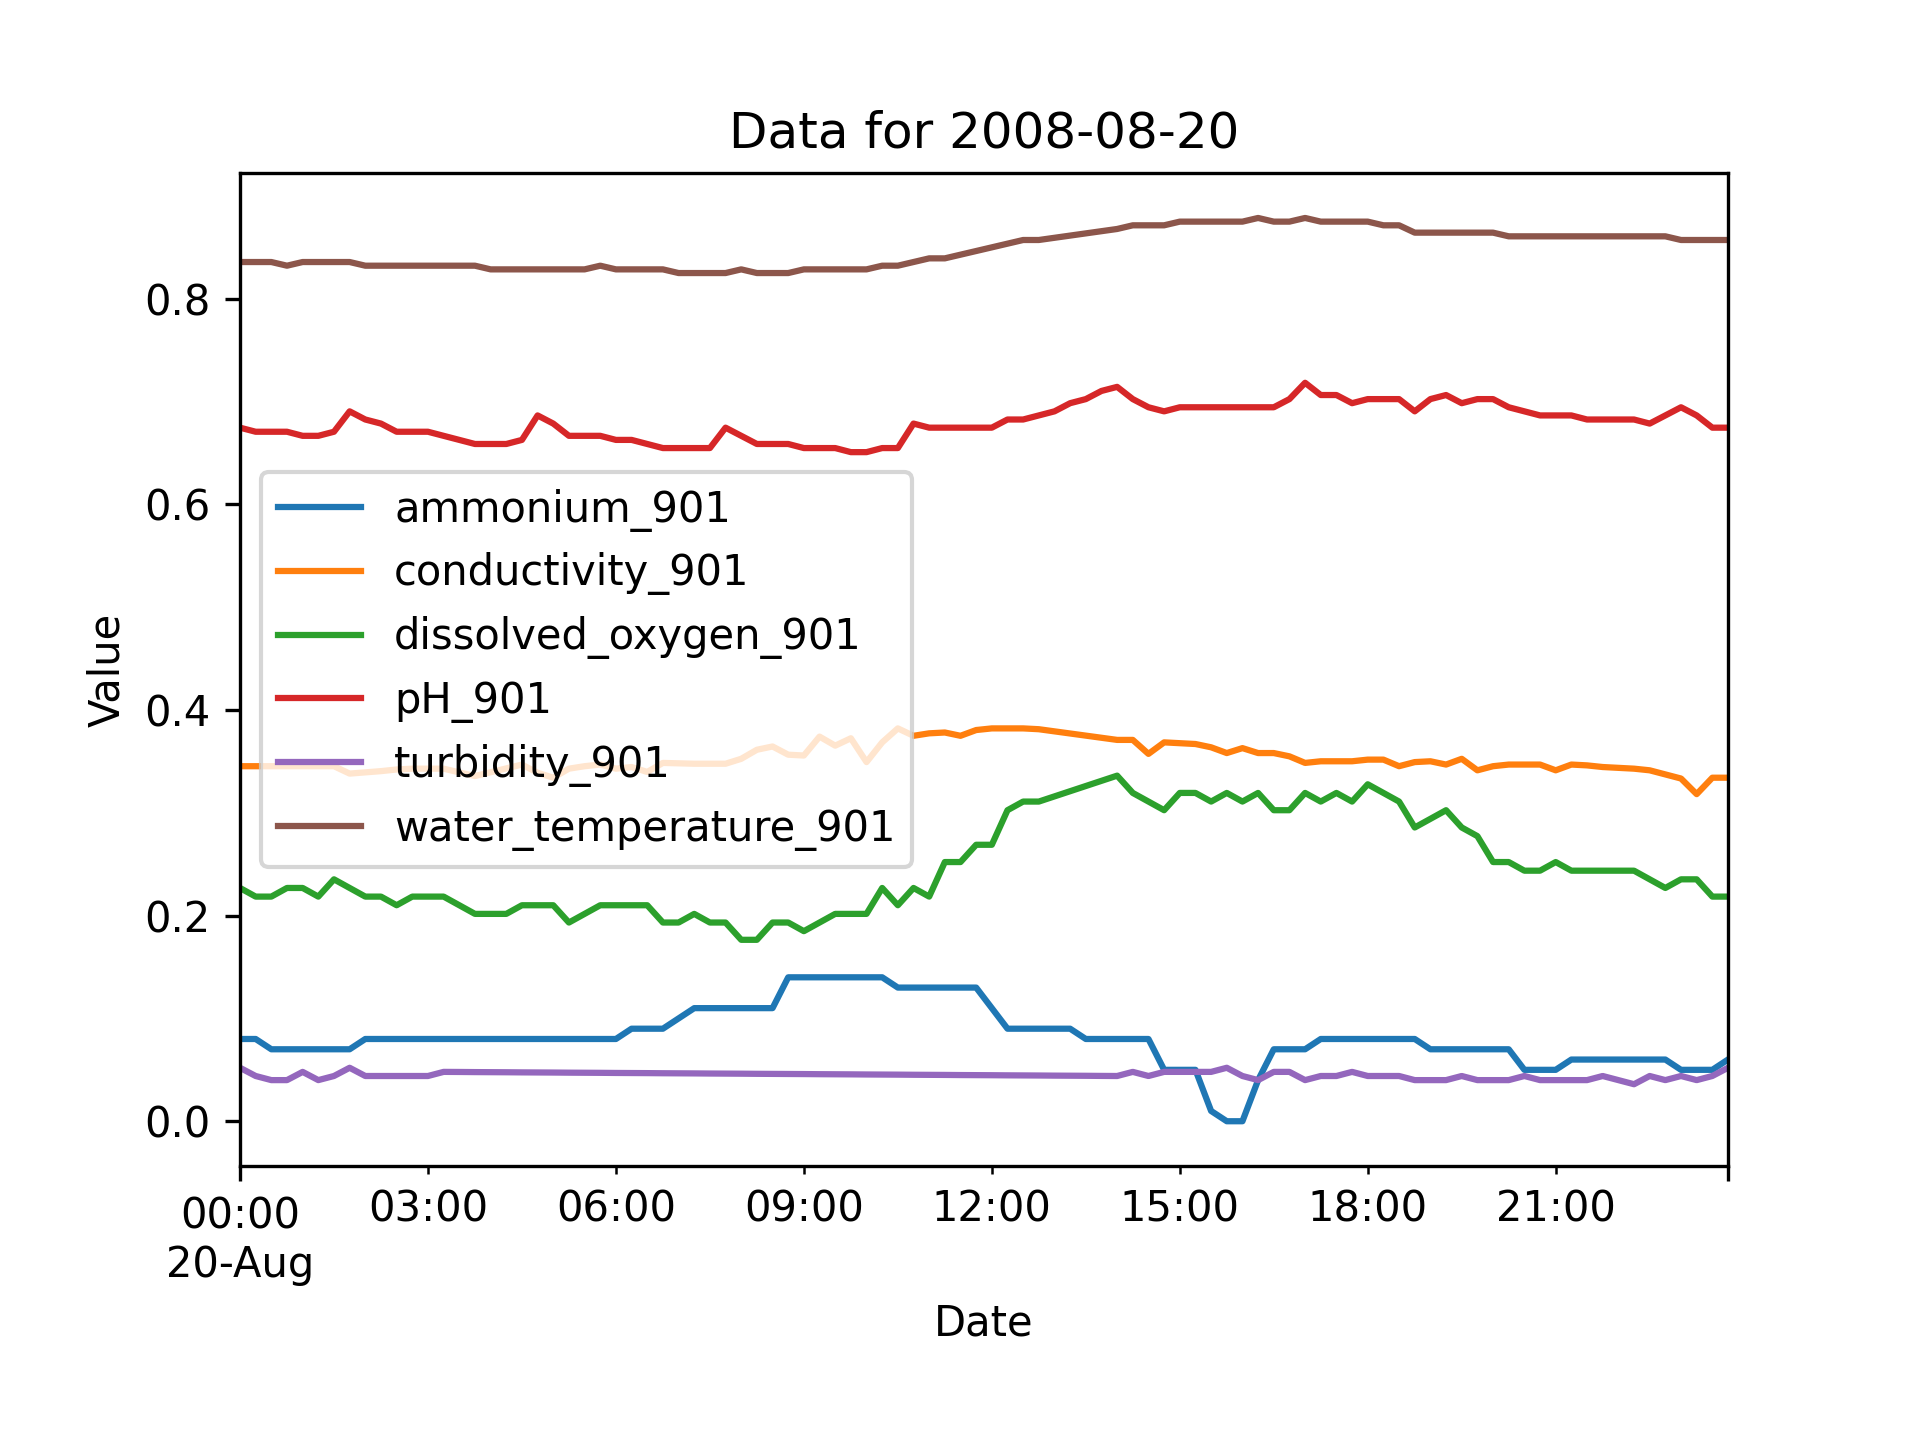 Data for 2008-08-20
Value
0.8
0.6
0.4
0.2
0.0
ammonium_901
conductivity_901
dissolved_oxygen_901
pH_901
turbidity_901
water_temperature_901
00:00 03:00 06:00 09:00 12:00 15:00 18:00 21:00
20-Aug
Date